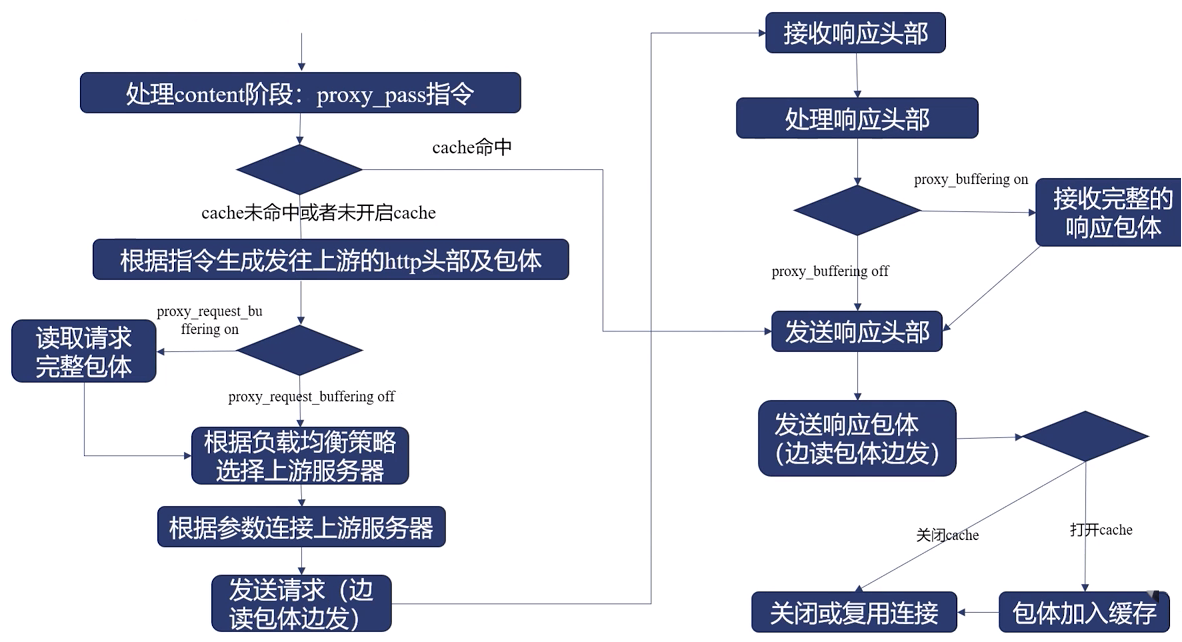 处理content阶段：proxy_pass指令
cache命中
cache未命中或者未开启cache
根据指令生成发往上游的http头部及包体
proxy_request_bu
ffering on
读取请求
完整包体
proxy_request_buffering off
根据负载均衡策略
选择上游服务器
根据参数连接上游服务器
发送请求（边
读包体边发）
接收响应头部
处理响应头部
proxy_buffering on
接收完整的
响应包体
proxy_buffering off
发送响应头部
发送响应包体
（边读包体边发）
关闭cache
打开cache
关闭或复用连接
包体加入缓存